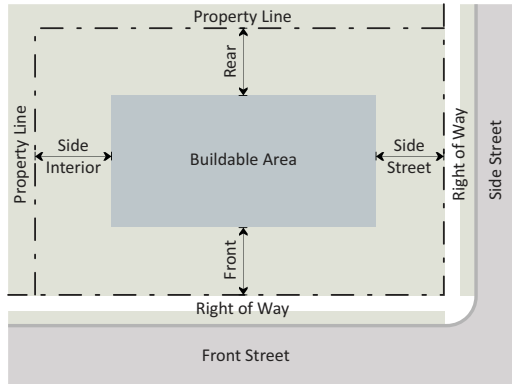 Property Line
Rear
Property Line
Side
Interior
Buildable Area
Side
Street
Right of Way
Side Street
Front
Right of Way
Front Street